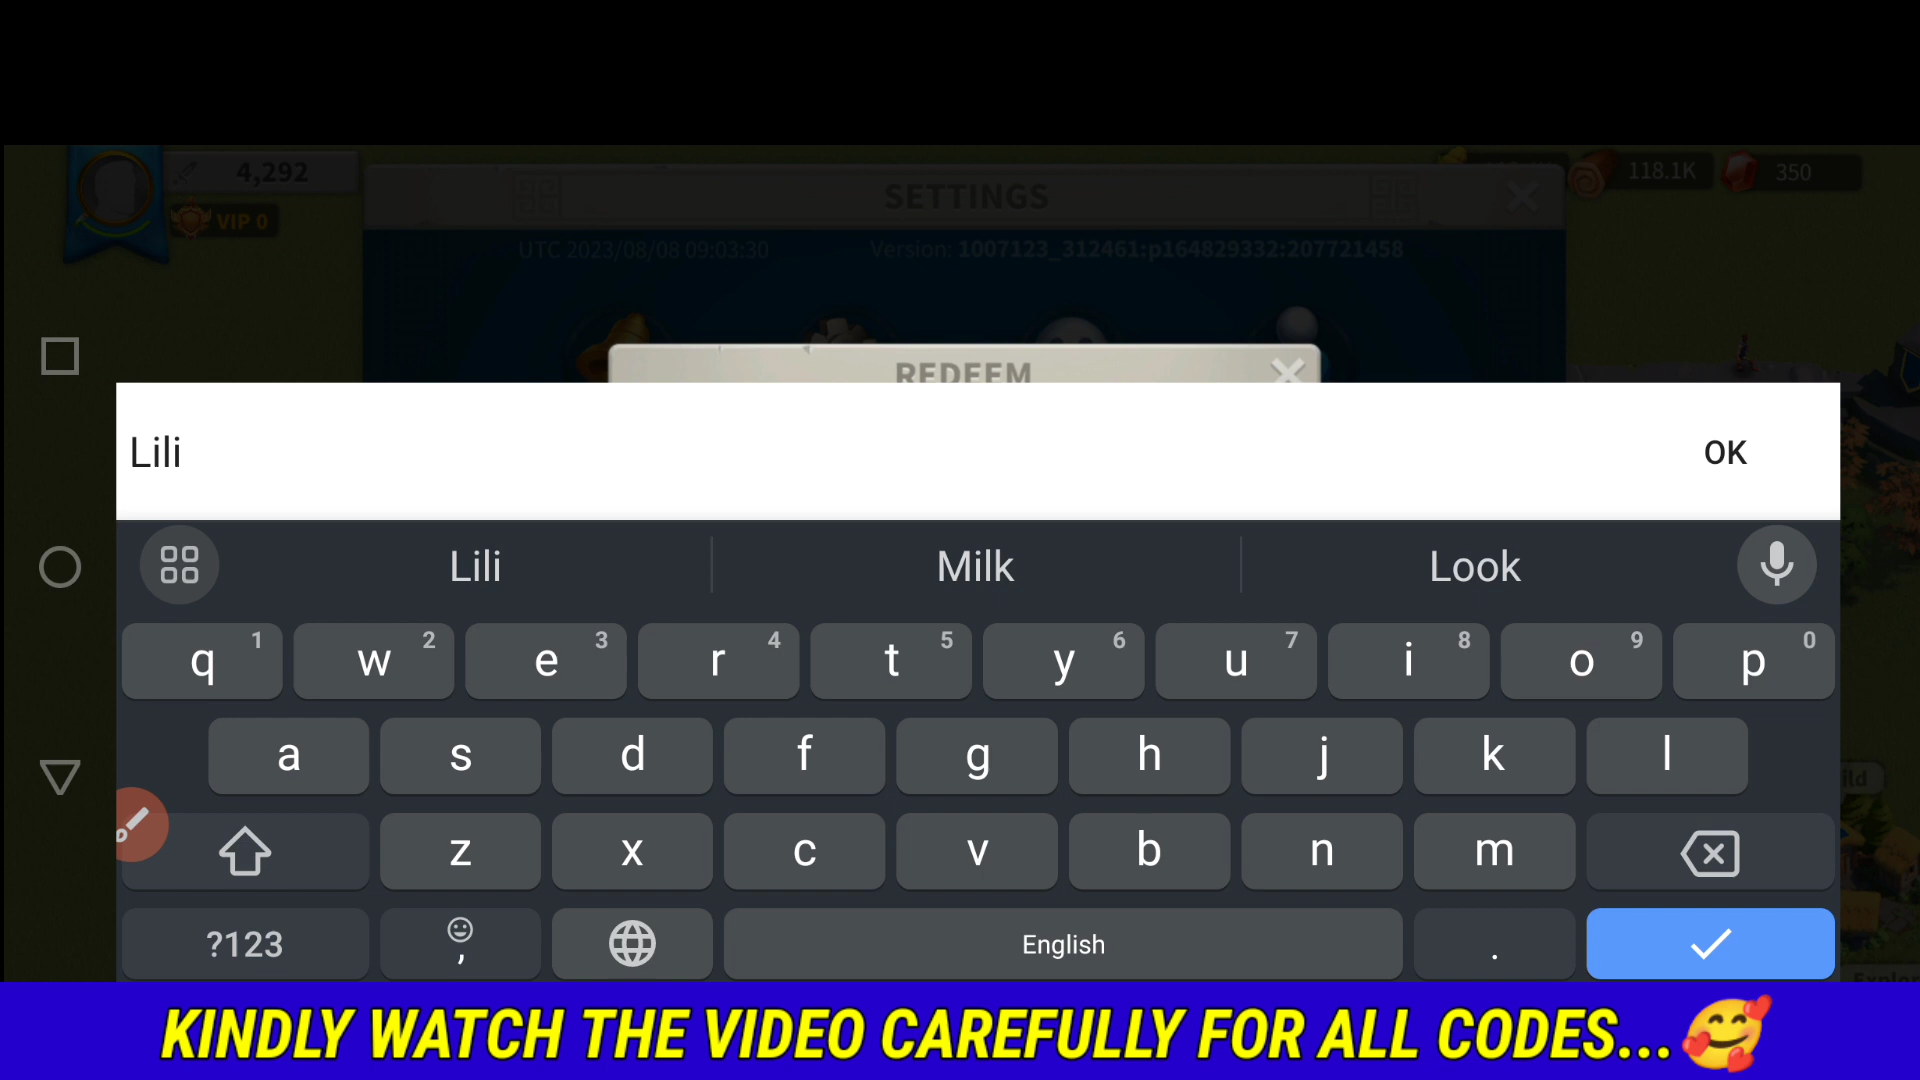 4,292
118.1K
350
SETTINGS
VIP 0
UTC 2023/08/08 09:03:30
Version: 1007123_312461:p164829332:207721458
REDEEM
Lili
OK
Lili
Milk
Look
q 1 w 2 e 3 r 4 t 5 y 6 u 7 i 8 o 9 p 0
a s d f g h j k l
z x c v b n m
?123
,
English
.
KINDLY WATCH THE VIDEO CAREFULLY FOR ALL CODES...🥰